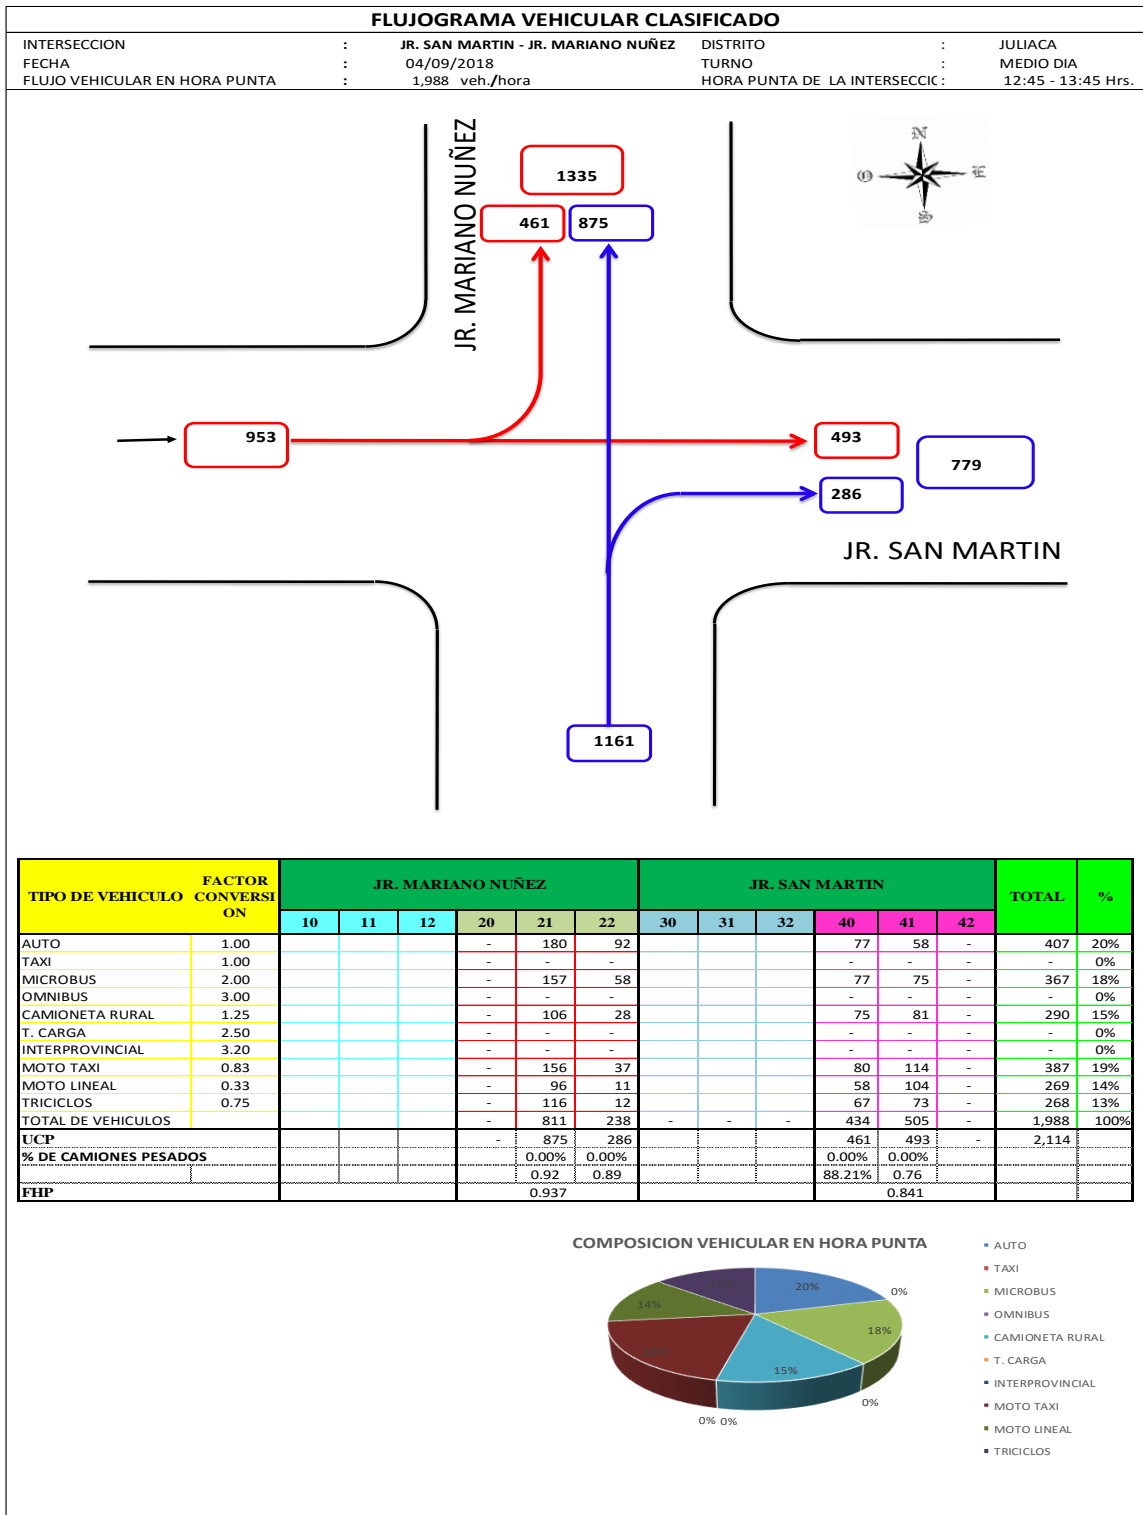 FLUJOGRAMA VEHICULAR CLASIFICADO
INTERSECCION : JR. SAN MARTIN - JR. MARIANO NUÑEZ DISTRITO : JULIACA
FECHA : 04/09/2018 TURNO : MEDIO DIA
FLUJO VEHICULAR EN HORA PUNTA : 1,988 veh./hora HORA PUNTA DE LA INTERSECCIC : 12:45 - 13:45 Hrs.
JR. MARIANO NUÑEZ
1335
461 875
N
O E
S
953
493
779
286
JR. SAN MARTIN
1161
TIPO DE VEHICULO FACTOR CONVERSI ON JR. MARIANO NUÑEZ JR. SAN MARTIN TOTAL %
10 11 12 20 21 22 30 31 32 40 41 42
AUTO 1.00 - 180 92 77 58 - 407 20%
TAXI 1.00 - - - - - - - 0%
MICROBUS 2.00 - 157 58 77 75 - 367 18%
OMNIBUS 3.00 - - - - - - - 0%
CAMIONETA RURAL 1.25 - 106 28 75 81 - 290 15%
T. CARGA 2.50 - - - - - - - 0%
INTERPROVINCIAL 3.20 - - - - - - - 0%
MOTO TAXI 0.83 - 156 37 80 114 - 387 19%
MOTO LINEAL 0.33 - 96 11 58 104 - 269 14%
TRICICLOS 0.75 - 116 12 67 73 - 268 13%
TOTAL DE VEHICULOS - 811 238 - - - 434 505 - 1,988 100%
UCP - 875 286 461 493 - 2,114
% DE CAMIONES PESADOS 0.00% 0.00% 0.00% 0.00%
0.92 0.89 88.21% 0.76
FHP 0.937 0.841
COMPOSICION VEHICULAR EN HORA PUNTA
20%
0%
18%
0%
15%
0% 0%
14%
AUTO
TAXI
MICROBUS
OMNIBUS
CAMIONETA RURAL
T. CARGA
INTERPROVINCIAL
MOTO TAXI
MOTO LINEAL
TRICICLOS